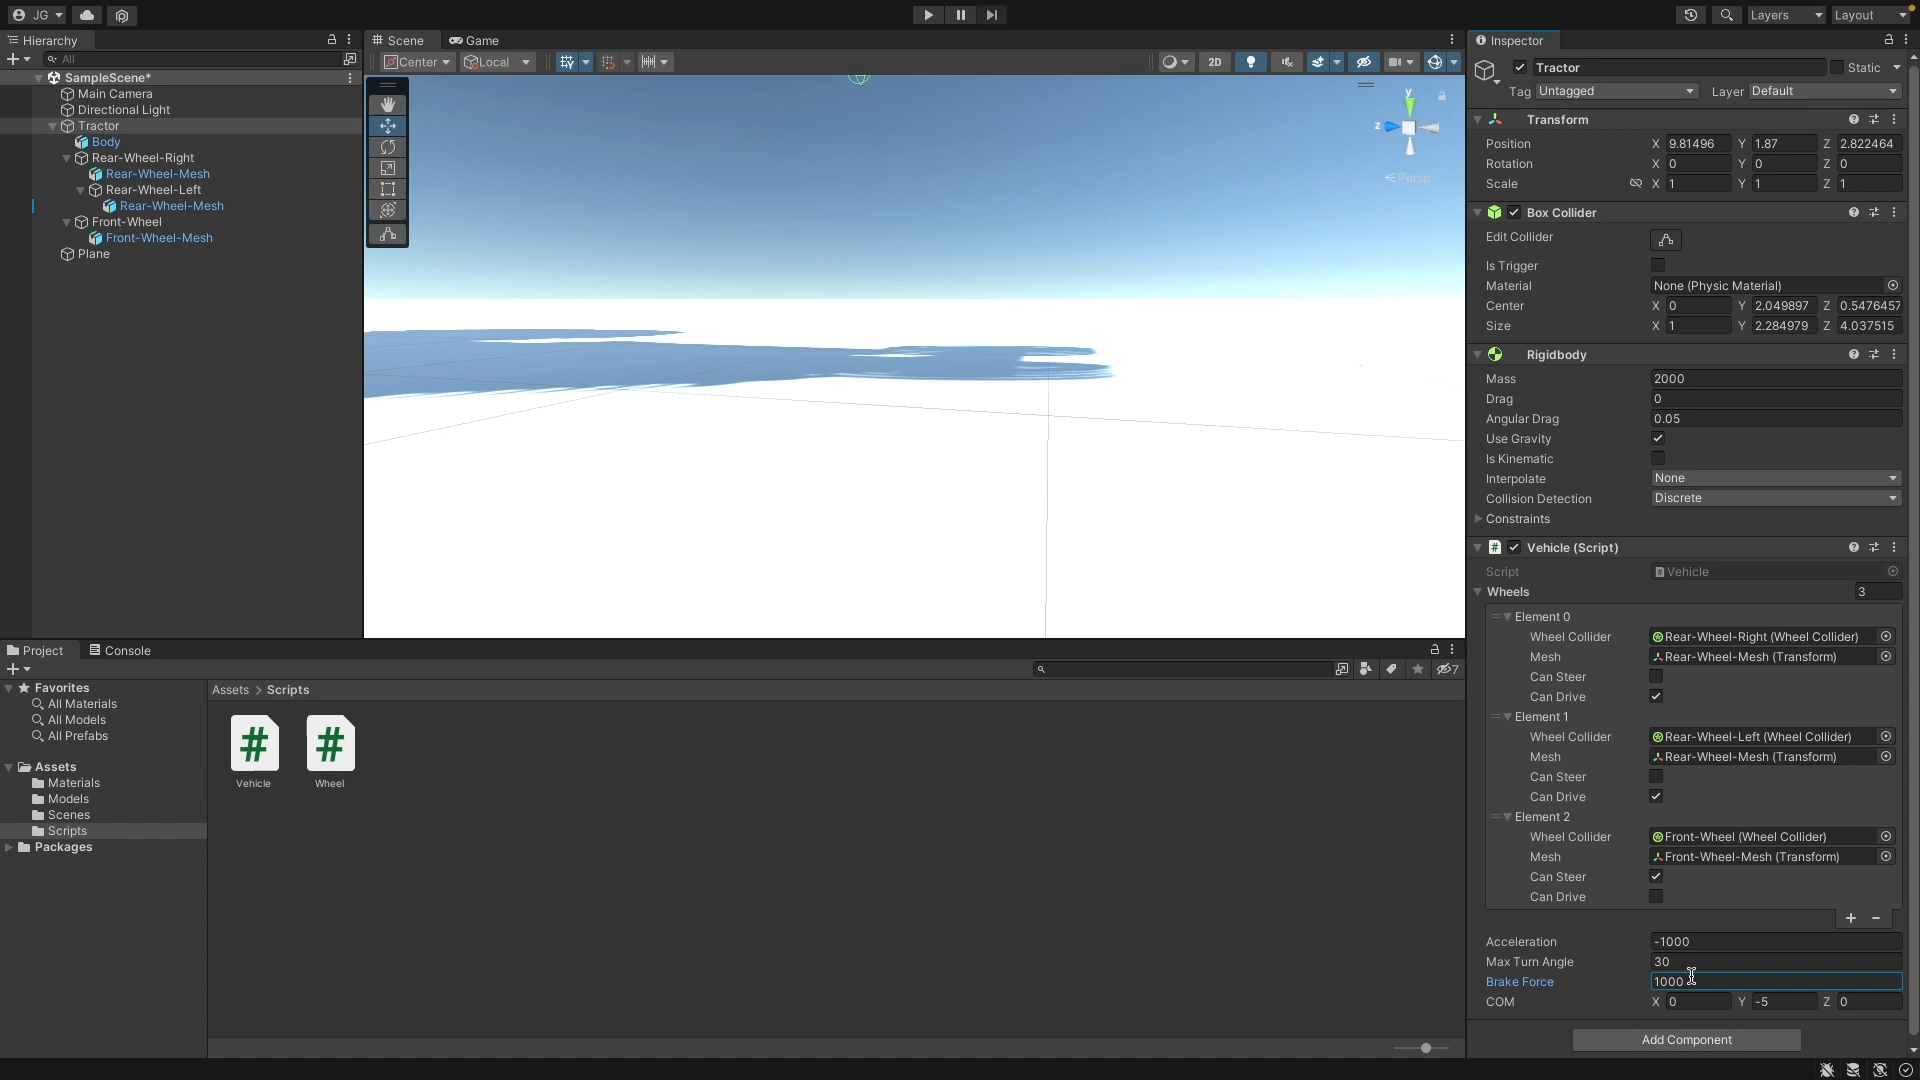 JG
Layers
Layout
Hierarchy
All
SampleScene*
Main Camera
Directional Light
Tractor
Body
Rear-Wheel-Right
Rear-Wheel-Mesh
Rear-Wheel-Left
Rear-Wheel-Mesh
Front-Wheel
Front-Wheel-Mesh
Plane
Scene
Game
Center
Local
2D
y
z
Persp
Inspector
Tractor
Static
Tag Untagged
Layer Default
Transform
Position X 9.81496 Y 1.87 Z 2.822464
Rotation X 0 Y 0 Z 0
Scale X 1 Y 1 Z 1
Box Collider
Edit Collider
Is Trigger
Material None (Physic Material)
Center X 0 Y 2.049897 Z 0.5476457
Size X 1 Y 2.284979 Z 4.037515
Rigidbody
Mass 2000
Drag 0
Angular Drag 0.05
Use Gravity
Is Kinematic
Interpolate None
Collision Detection Discrete
Constraints
# Vehicle (Script)
Script Vehicle
Wheels 3
Element 0
Wheel Collider Rear-Wheel-Right (Wheel Collider)
Mesh Rear-Wheel-Mesh (Transform)
Can Steer
Can Drive
Element 1
Wheel Collider Rear-Wheel-Left (Wheel Collider)
Mesh Rear-Wheel-Mesh (Transform)
Can Steer
Can Drive
Element 2
Wheel Collider Front-Wheel (Wheel Collider)
Mesh Front-Wheel-Mesh (Transform)
Can Steer
Can Drive
+ −
Acceleration -1000
Max Turn Angle 30
Brake Force 1000
COM X 0 Y -5 Z 0
Add Component
Project
Console
7
Favorites
All Materials
All Models
All Prefabs
Assets
Materials
Models
Scenes
Scripts
Packages
Assets > Scripts
# #
Vehicle
Wheel